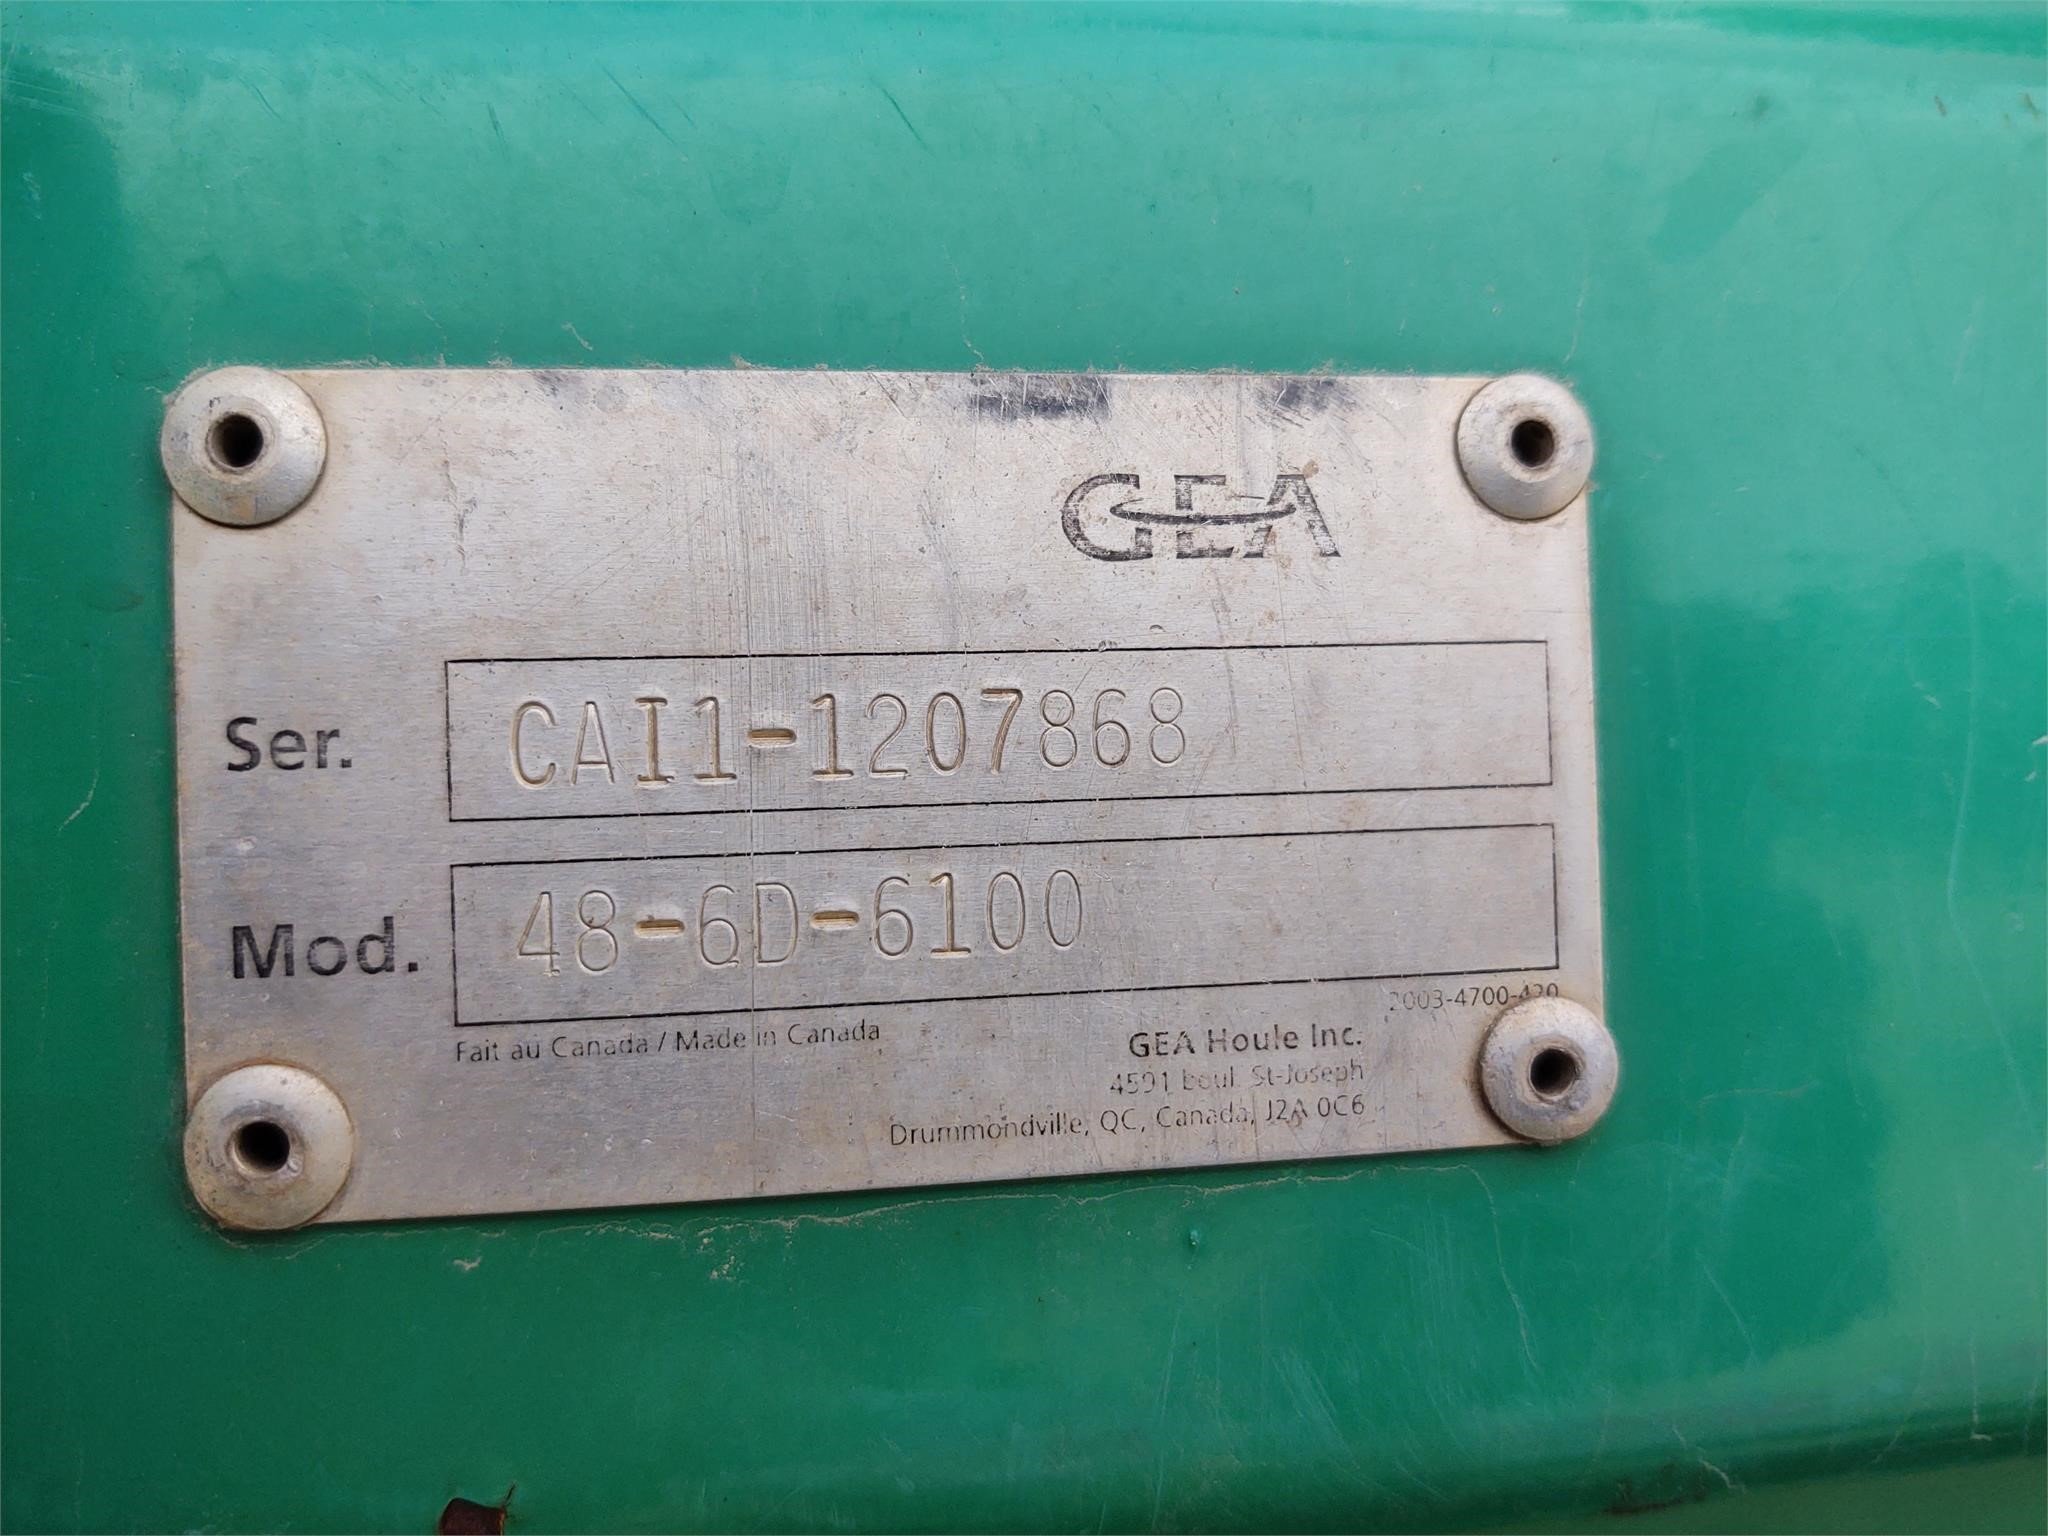 GEA
Ser. CAI1-1207868
Mod. 48-6D-6100
2003-4700-420
Fait au Canada / Made in Canada
GEA Houle Inc.
4591 boul. St-Joseph
Drummondville, QC, Canada, J2A 0C6